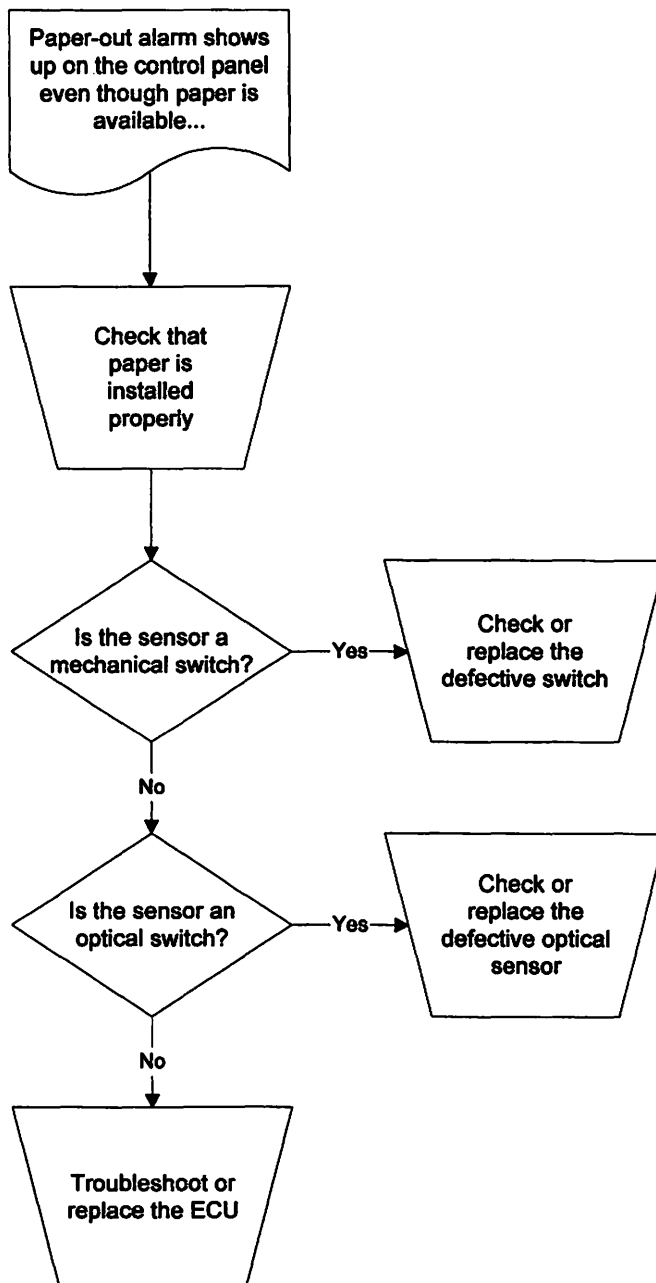 Paper-out alarm shows
up on the control panel
even though paper is
available...
Check that
paper is
installed
properly
Is the sensor a
mechanical switch?
Yes
Check or
replace the
defective switch
No
Is the sensor an
optical switch?
Yes
Check or
replace the
defective optical
sensor
No
Troubleshoot or
replace the ECU